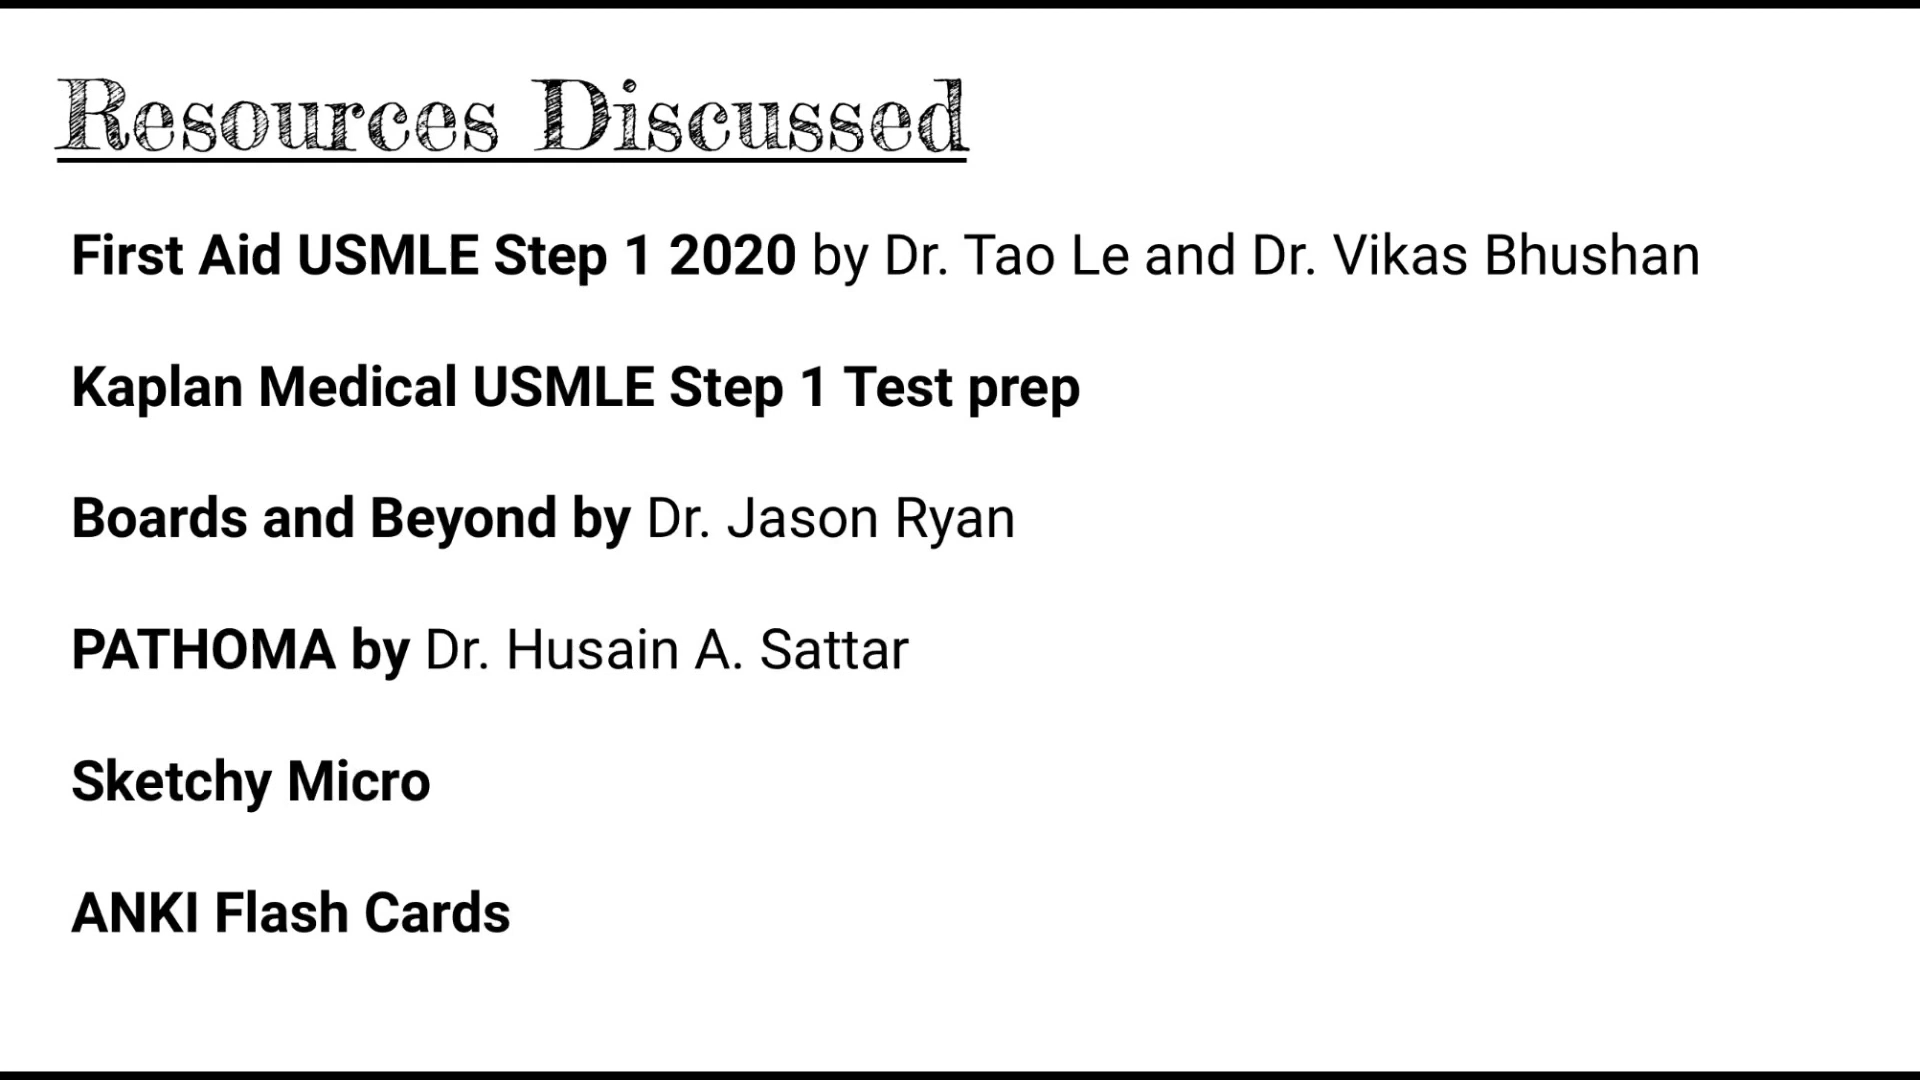 Resources Discussed
First Aid USMLE Step 1 2020 by Dr. Tao Le and Dr. Vikas Bhushan
Kaplan Medical USMLE Step 1 Test prep
Boards and Beyond by Dr. Jason Ryan
PATHOMA by Dr. Husain A. Sattar
Sketchy Micro
ANKI Flash Cards